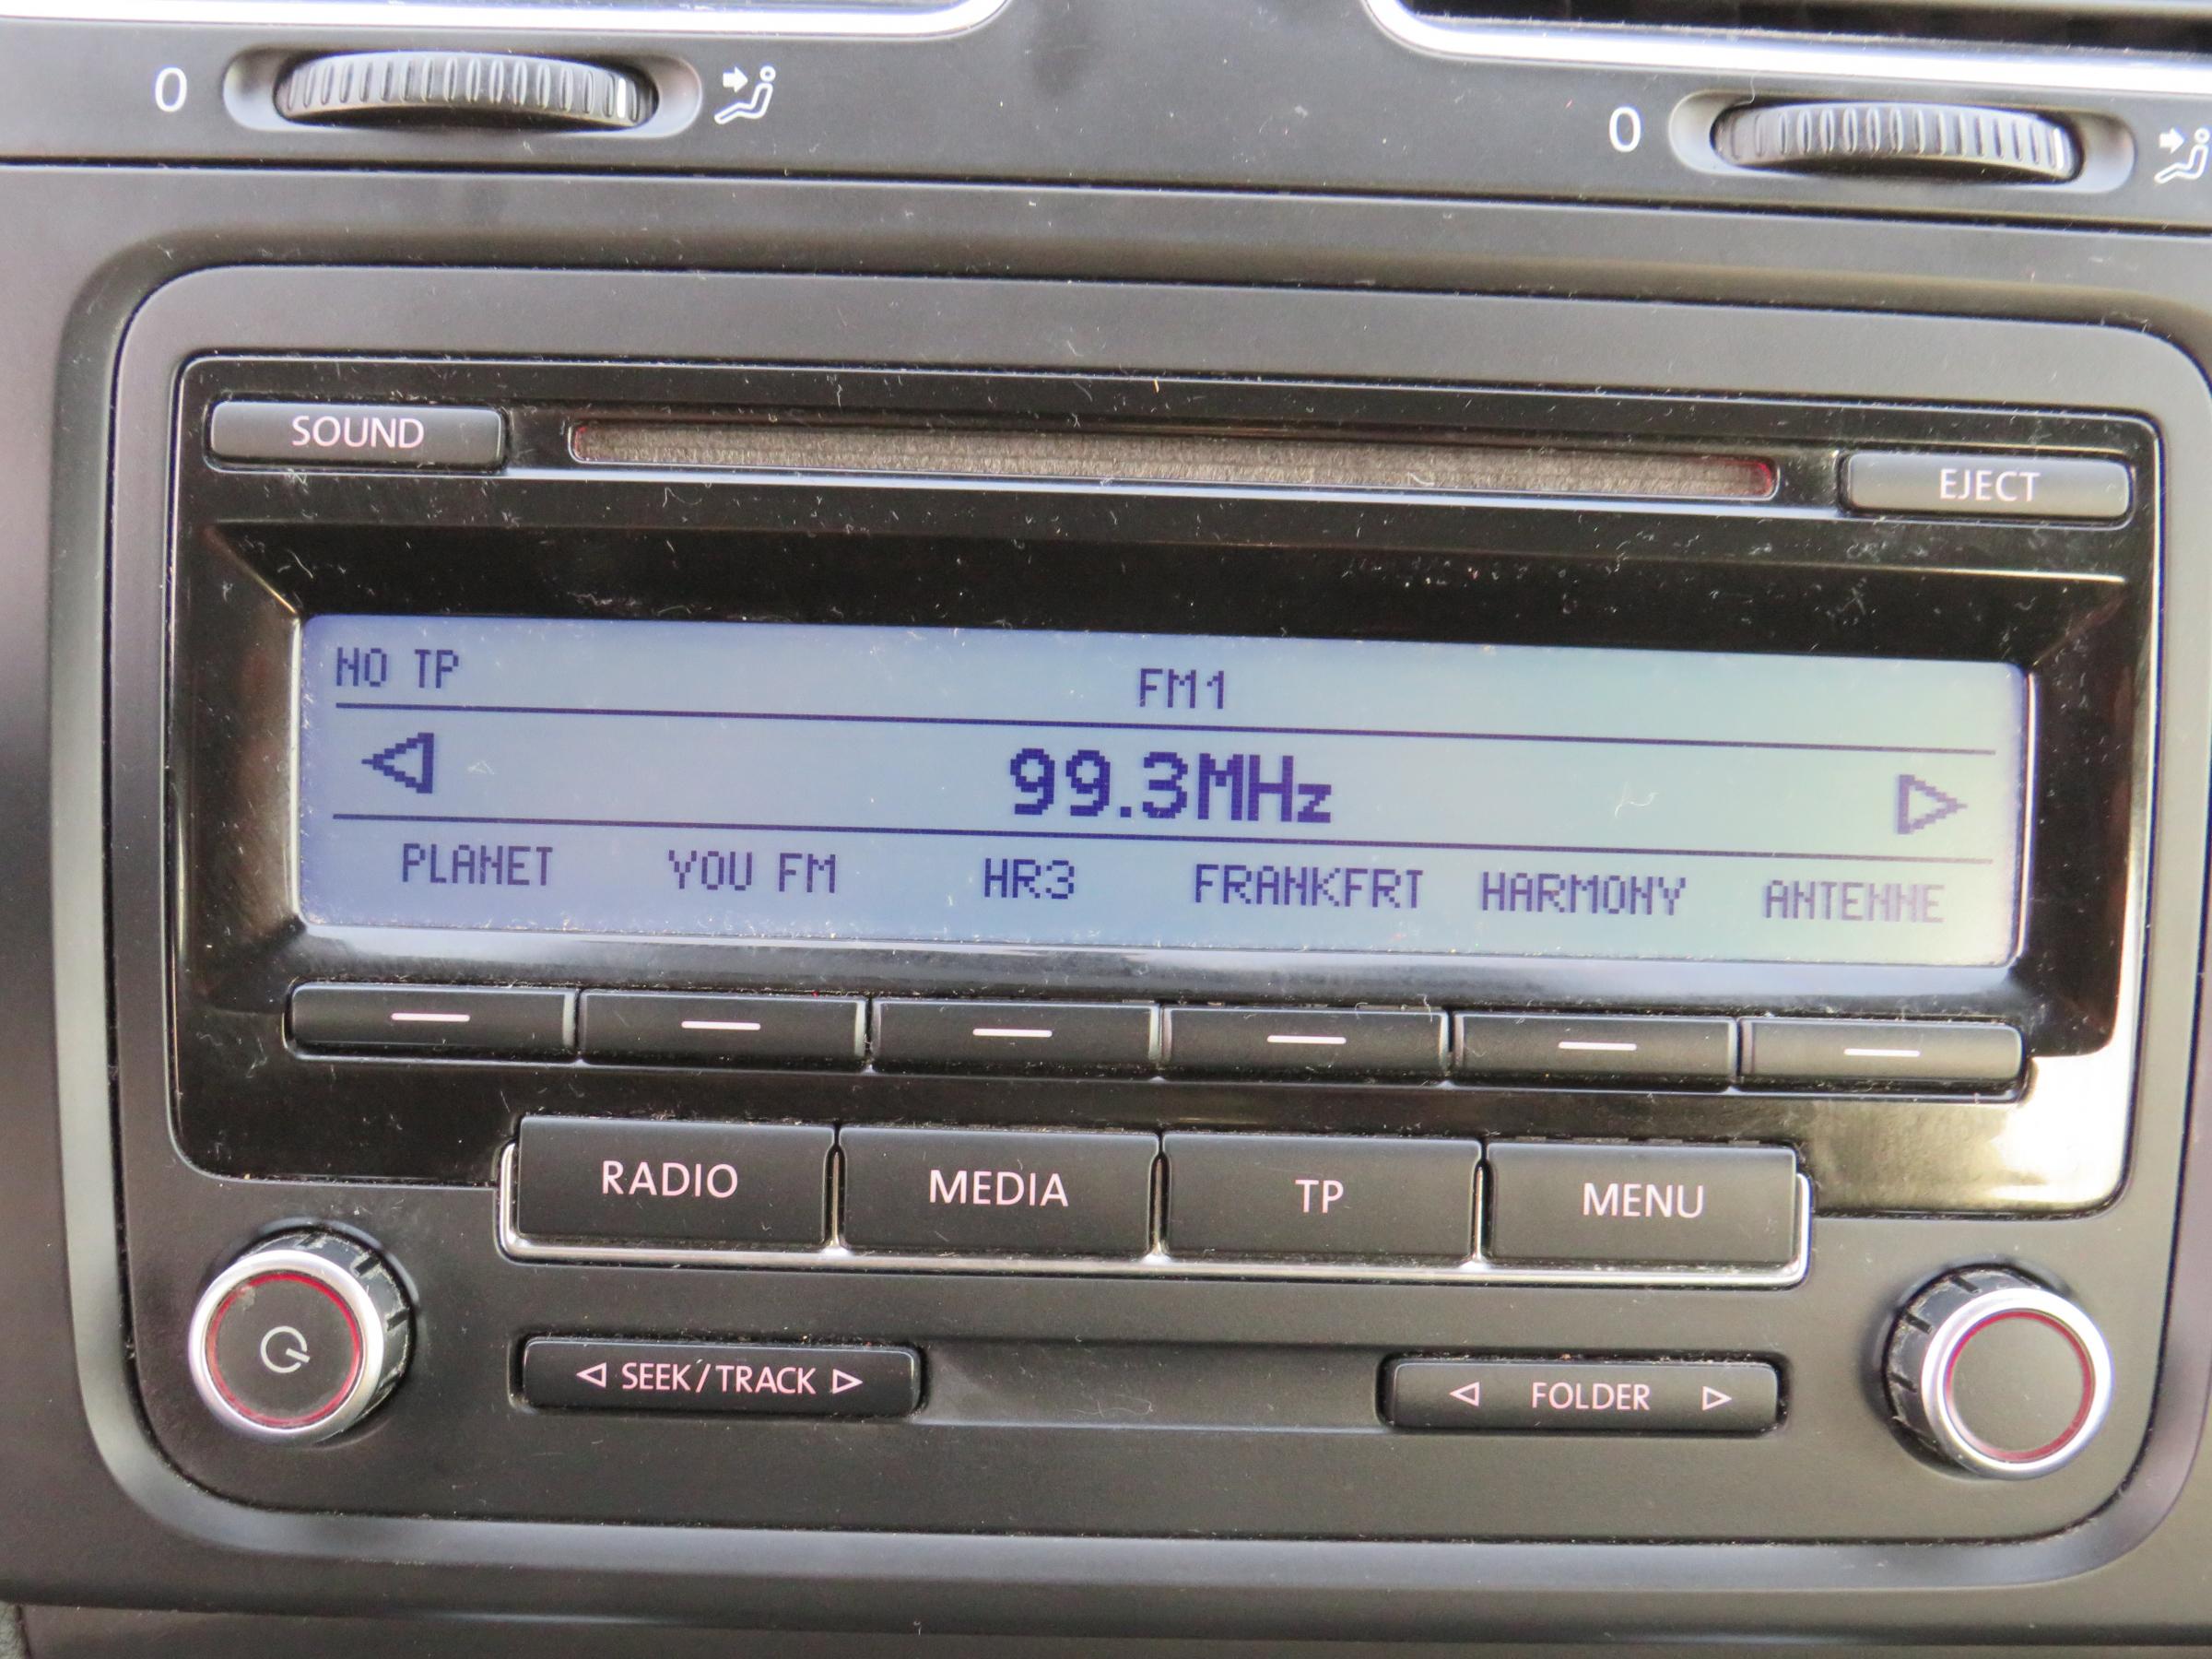 0 0
SOUND EJECT
NO TP FM1
99.3MHz
PLANET YOU FM HR3 FRANKFRT HARMONY ANTENNE
RADIO MEDIA TP MENU
SEEK/TRACK FOLDER